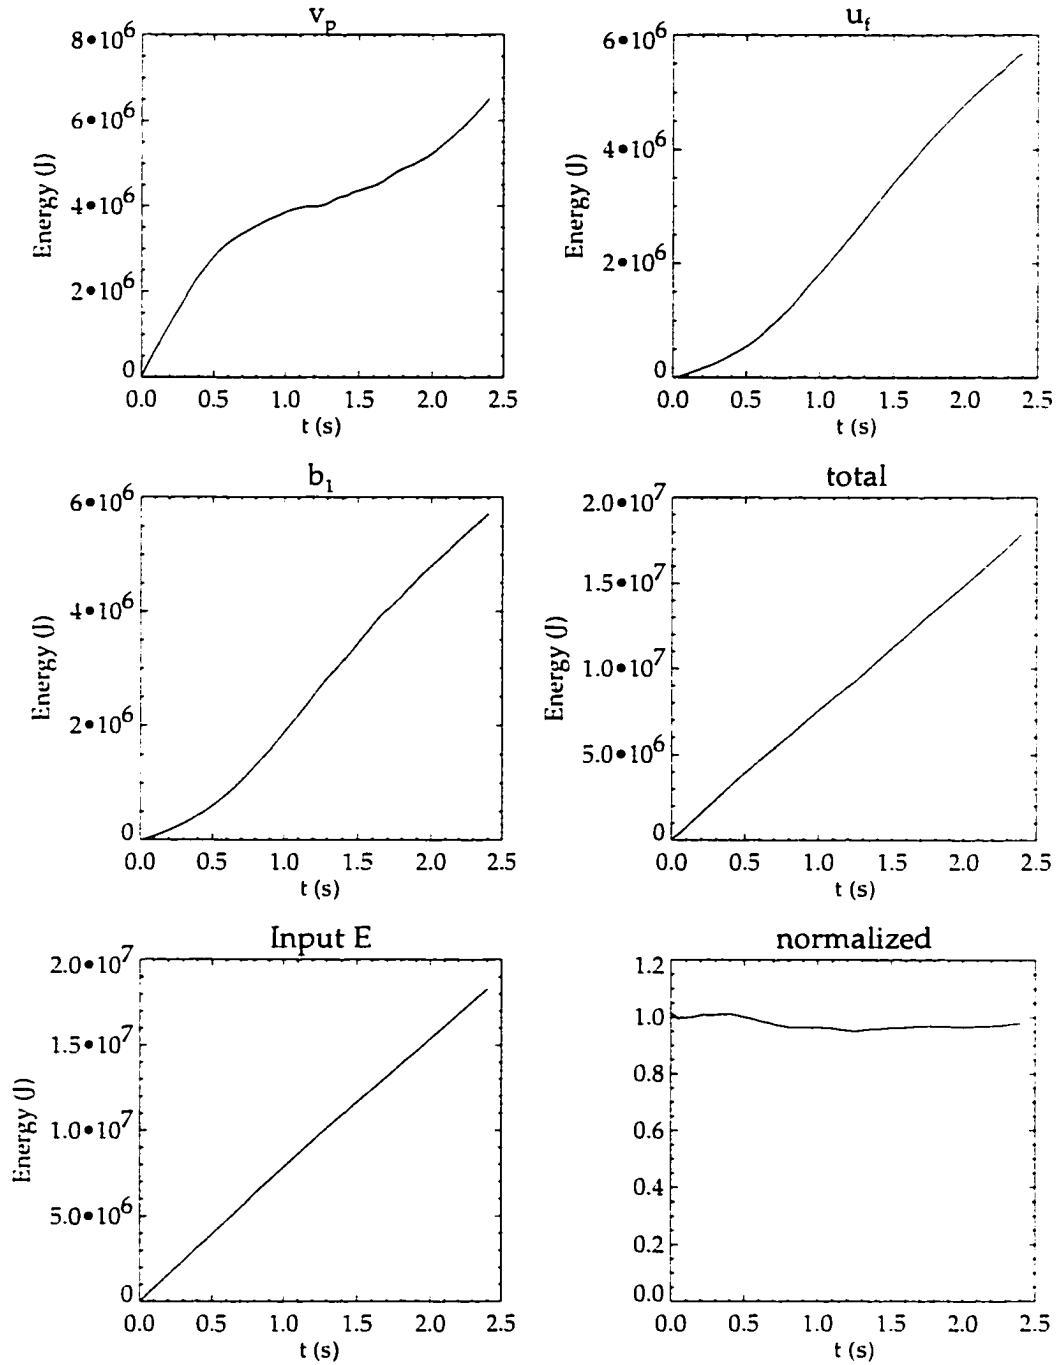 v_p
8•10^6
6•10^6
4•10^6
2•10^6
0
Energy (J)
0.0 0.5 1.0 1.5 2.0 2.5
t (s)
u_f
6•10^6
4•10^6
2•10^6
0
Energy (J)
0.0 0.5 1.0 1.5 2.0 2.5
t (s)
b_1
6•10^6
4•10^6
2•10^6
0
Energy (J)
0.0 0.5 1.0 1.5 2.0 2.5
t (s)
total
2.0•10^7
1.5•10^7
1.0•10^7
5.0•10^6
0
Energy (J)
0.0 0.5 1.0 1.5 2.0 2.5
t (s)
Input E
2.0•10^7
1.5•10^7
1.0•10^7
5.0•10^6
0
Energy (J)
0.0 0.5 1.0 1.5 2.0 2.5
t (s)
normalized
1.2
1.0
0.8
0.6
0.4
0.2
0.0
0.0 0.5 1.0 1.5 2.0 2.5
t (s)